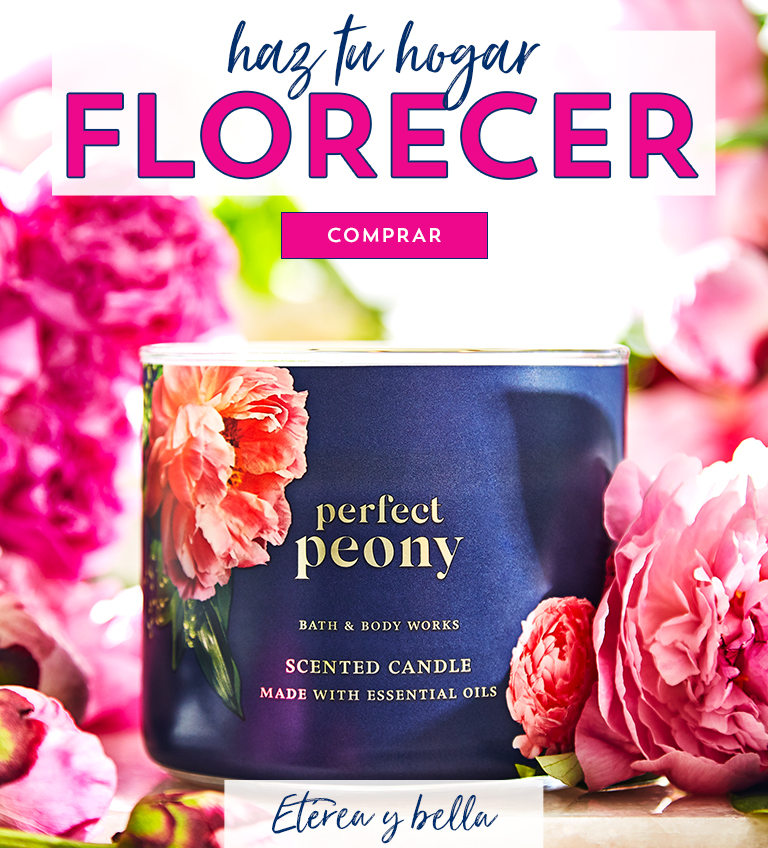 haz tu hogar
FLORECER
COMPRAR
perfect
peony
BATH & BODY WORKS
SCENTED CANDLE
MADE WITH ESSENTIAL OILS
Etérea y bella